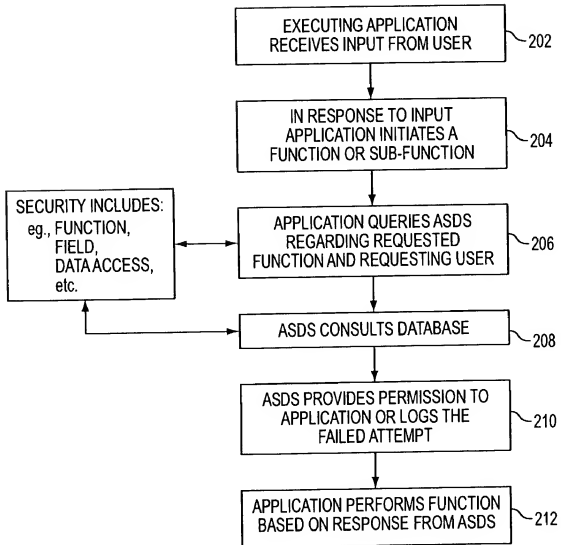 EXECUTING APPLICATION
RECEIVES INPUT FROM USER
202
IN RESPONSE TO INPUT
APPLICATION INITIATES A
FUNCTION OR SUB-FUNCTION
204
SECURITY INCLUDES:
eg., FUNCTION,
FIELD,
DATA ACCESS,
etc.
APPLICATION QUERIES ASDS
REGARDING REQUESTED
FUNCTION AND REQUESTING USER
206
ASDS CONSULTS DATABASE
208
ASDS PROVIDES PERMISSION TO
APPLICATION OR LOGS THE
FAILED ATTEMPT
210
APPLICATION PERFORMS FUNCTION
BASED ON RESPONSE FROM ASDS
212